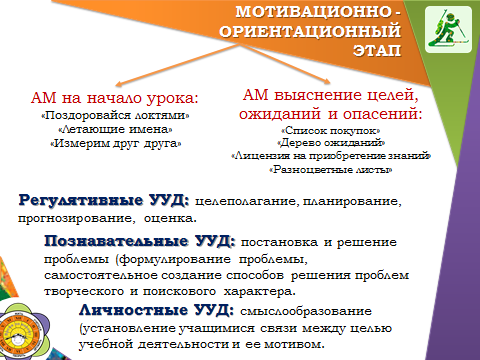 МОТИВАЦИОННО -
ОРИЕНТАЦИОННЫЙ
ЭТАП
АМ на начало урока:
«Поздоровайся локтями»
«Летающие имена»
«Измерим друг друга»
АМ выяснение целей,
ожиданий и опасений:
«Список покупок»
«Дерево ожиданий»
«Лицензия на приобретение знаний»
«Разноцветные листы»
Регулятивные УУД: целеполагание, планирование,
прогнозирование, оценка.
Познавательные УУД: постановка и решение
проблемы (формулирование проблемы,
самостоятельное создание способов решения проблем
творческого и поискового характера.
Личностные УУД: смыслообразование
(установление учащимися связи между целью
учебной деятельности и ее мотивом.